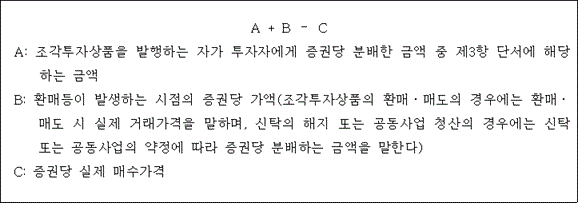 A + B - C
A: 조각투자상품을 발행하는 자가 투자자에게 증권당 분배한 금액 중 제3항 단서에 해당
하는 금액
B: 환매등이 발생하는 시점의 증권당 가액(조각투자상품의 환매ㆍ매도의 경우에는 환매ㆍ
매도 시 실제 거래가격을 말하며, 신탁의 해지 또는 공동사업 청산의 경우에는 신탁
또는 공동사업의 약정에 따라 증권당 분배하는 금액을 말한다)
C: 증권당 실제 매수가격